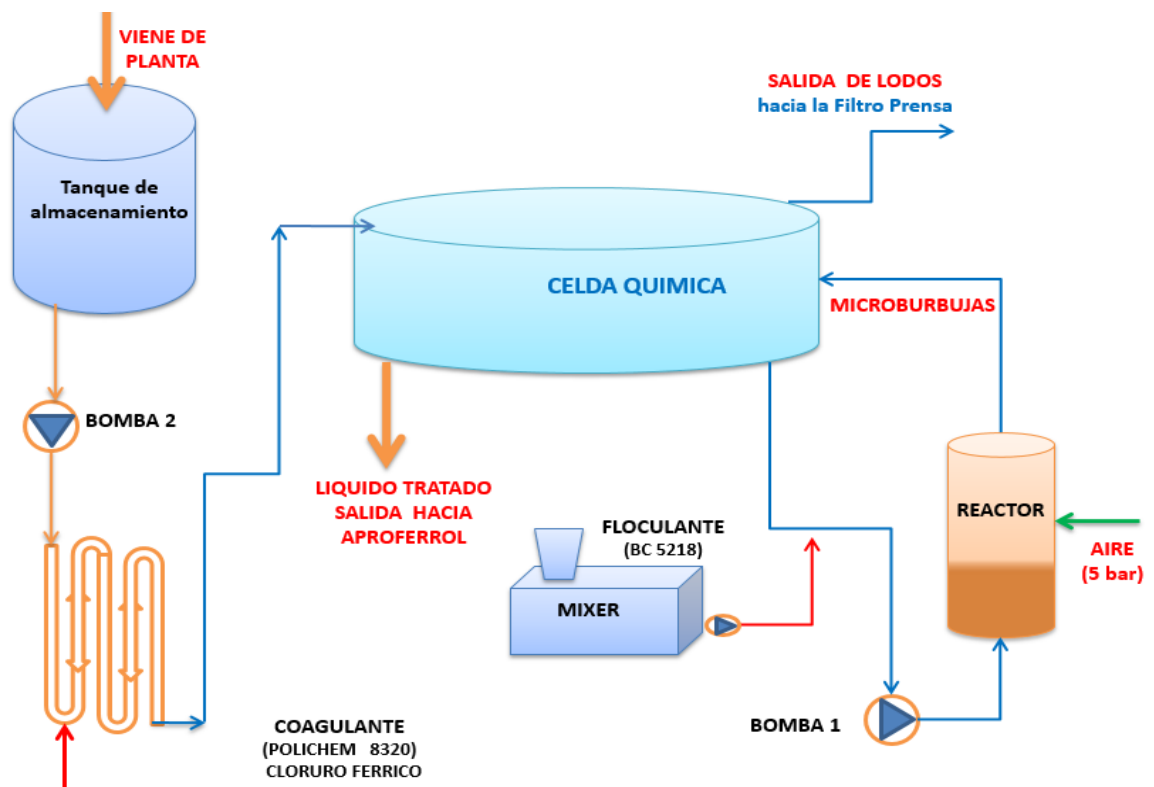 VIENE DE
PLANTA
Tanque de
almacenamiento
SALIDA DE LODOS
hacia la Filtro Prensa
CELDA QUIMICA
MICROBURBUJAS
BOMBA 2
LIQUIDO TRATADO
SALIDA HACIA
APROFERROL
FLOCULANTE
(BC 5218)
MIXER
REACTOR
AIRE
(5 bar)
BOMBA 1
COAGULANTE
(POLICHEM 8320)
CLORURO FERRICO